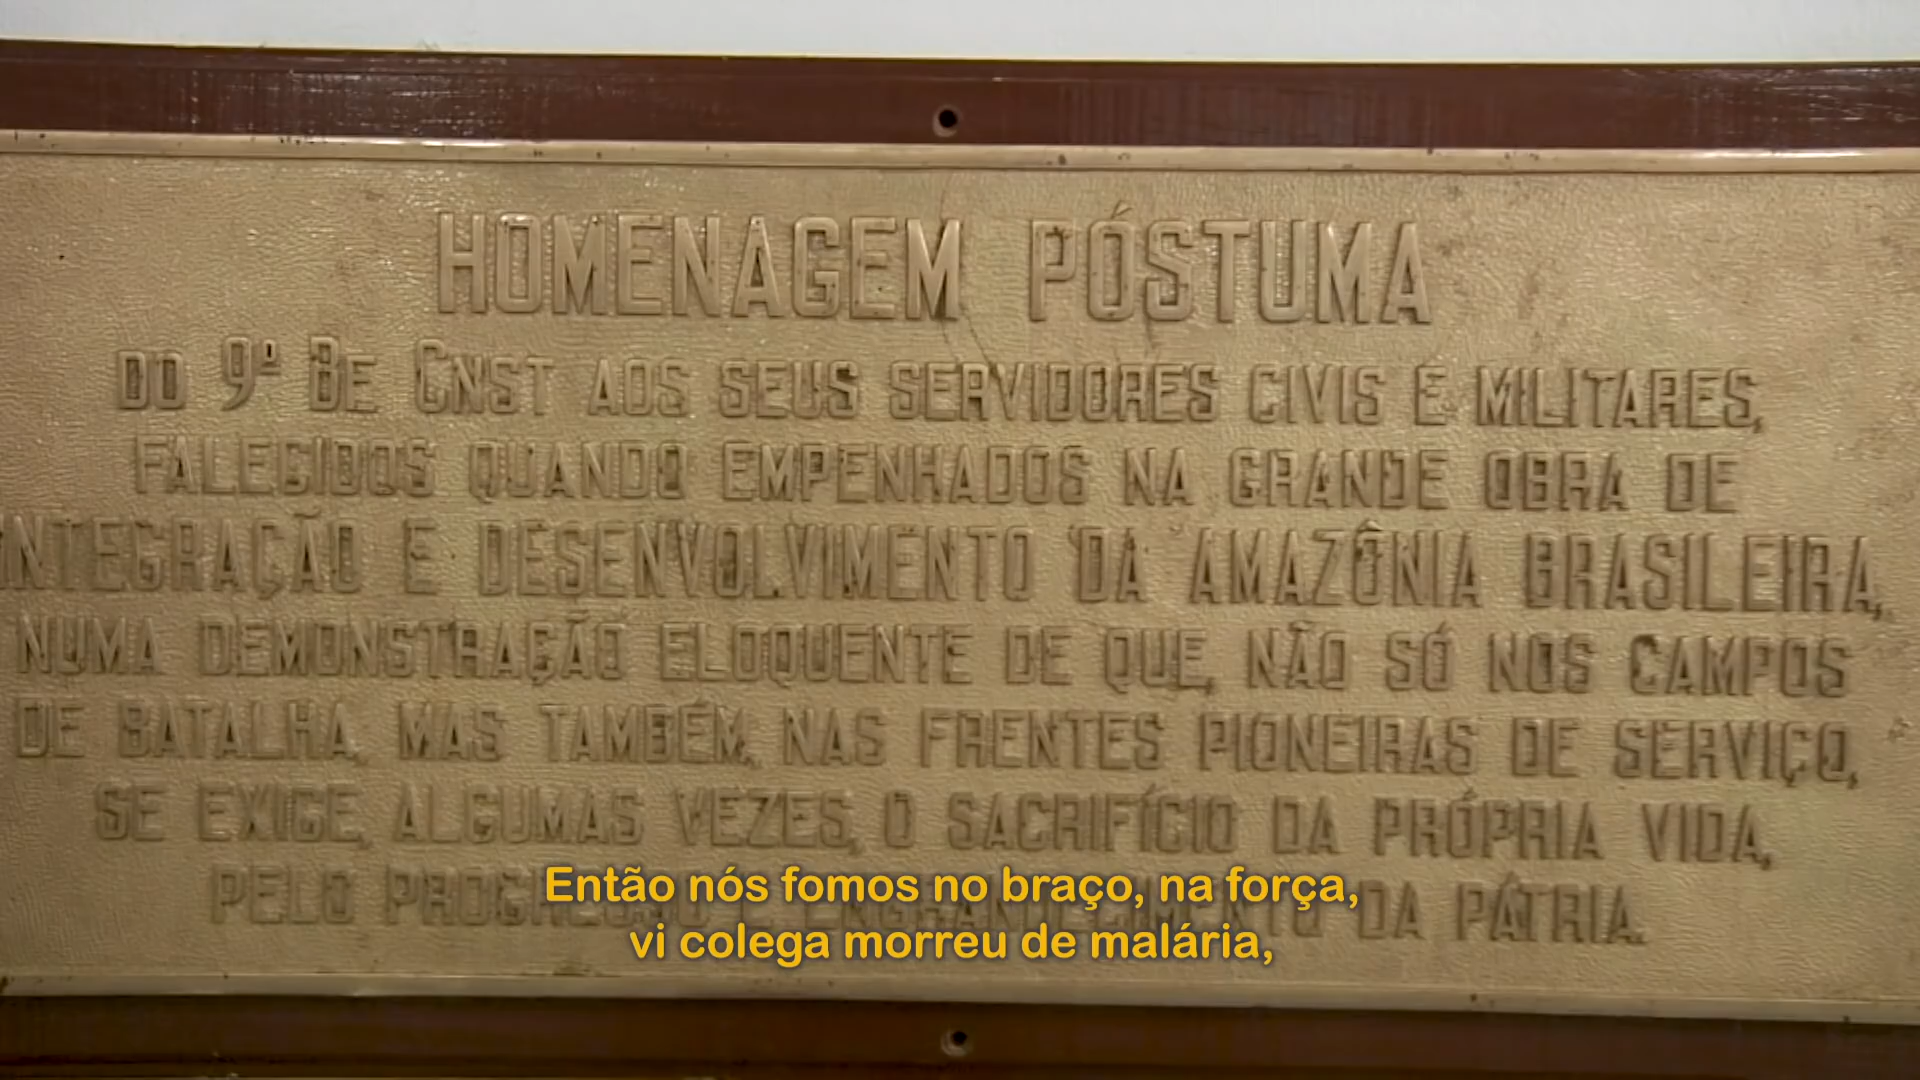 HOMENAGEM PÓSTUMA
DO 9º BE CNST AOS SEUS SERVIDORES CIVIS E MILITARES,
FALECIDOS QUANDO EMPENHADOS NA GRANDE OBRA DE
INTEGRAÇÃO E DESENVOLVIMENTO DA AMAZÔNIA BRASILEIRA,
NUMA DEMONSTRAÇÃO ELOQUENTE DE QUE, NÃO SÓ NOS CAMPOS
DE BATALHA, MAS TAMBÉM, NAS FRENTES PIONEIRAS DE SERVIÇO,
SE EXIGE, ALGUMAS VEZES, O SACRIFÍCIO DA PRÓPRIA VIDA,
PELO PROGRESSO E ENGRANDECIMENTO DA PÁTRIA.
Então nós fomos no braço, na força,
vi colega morreu de malária,